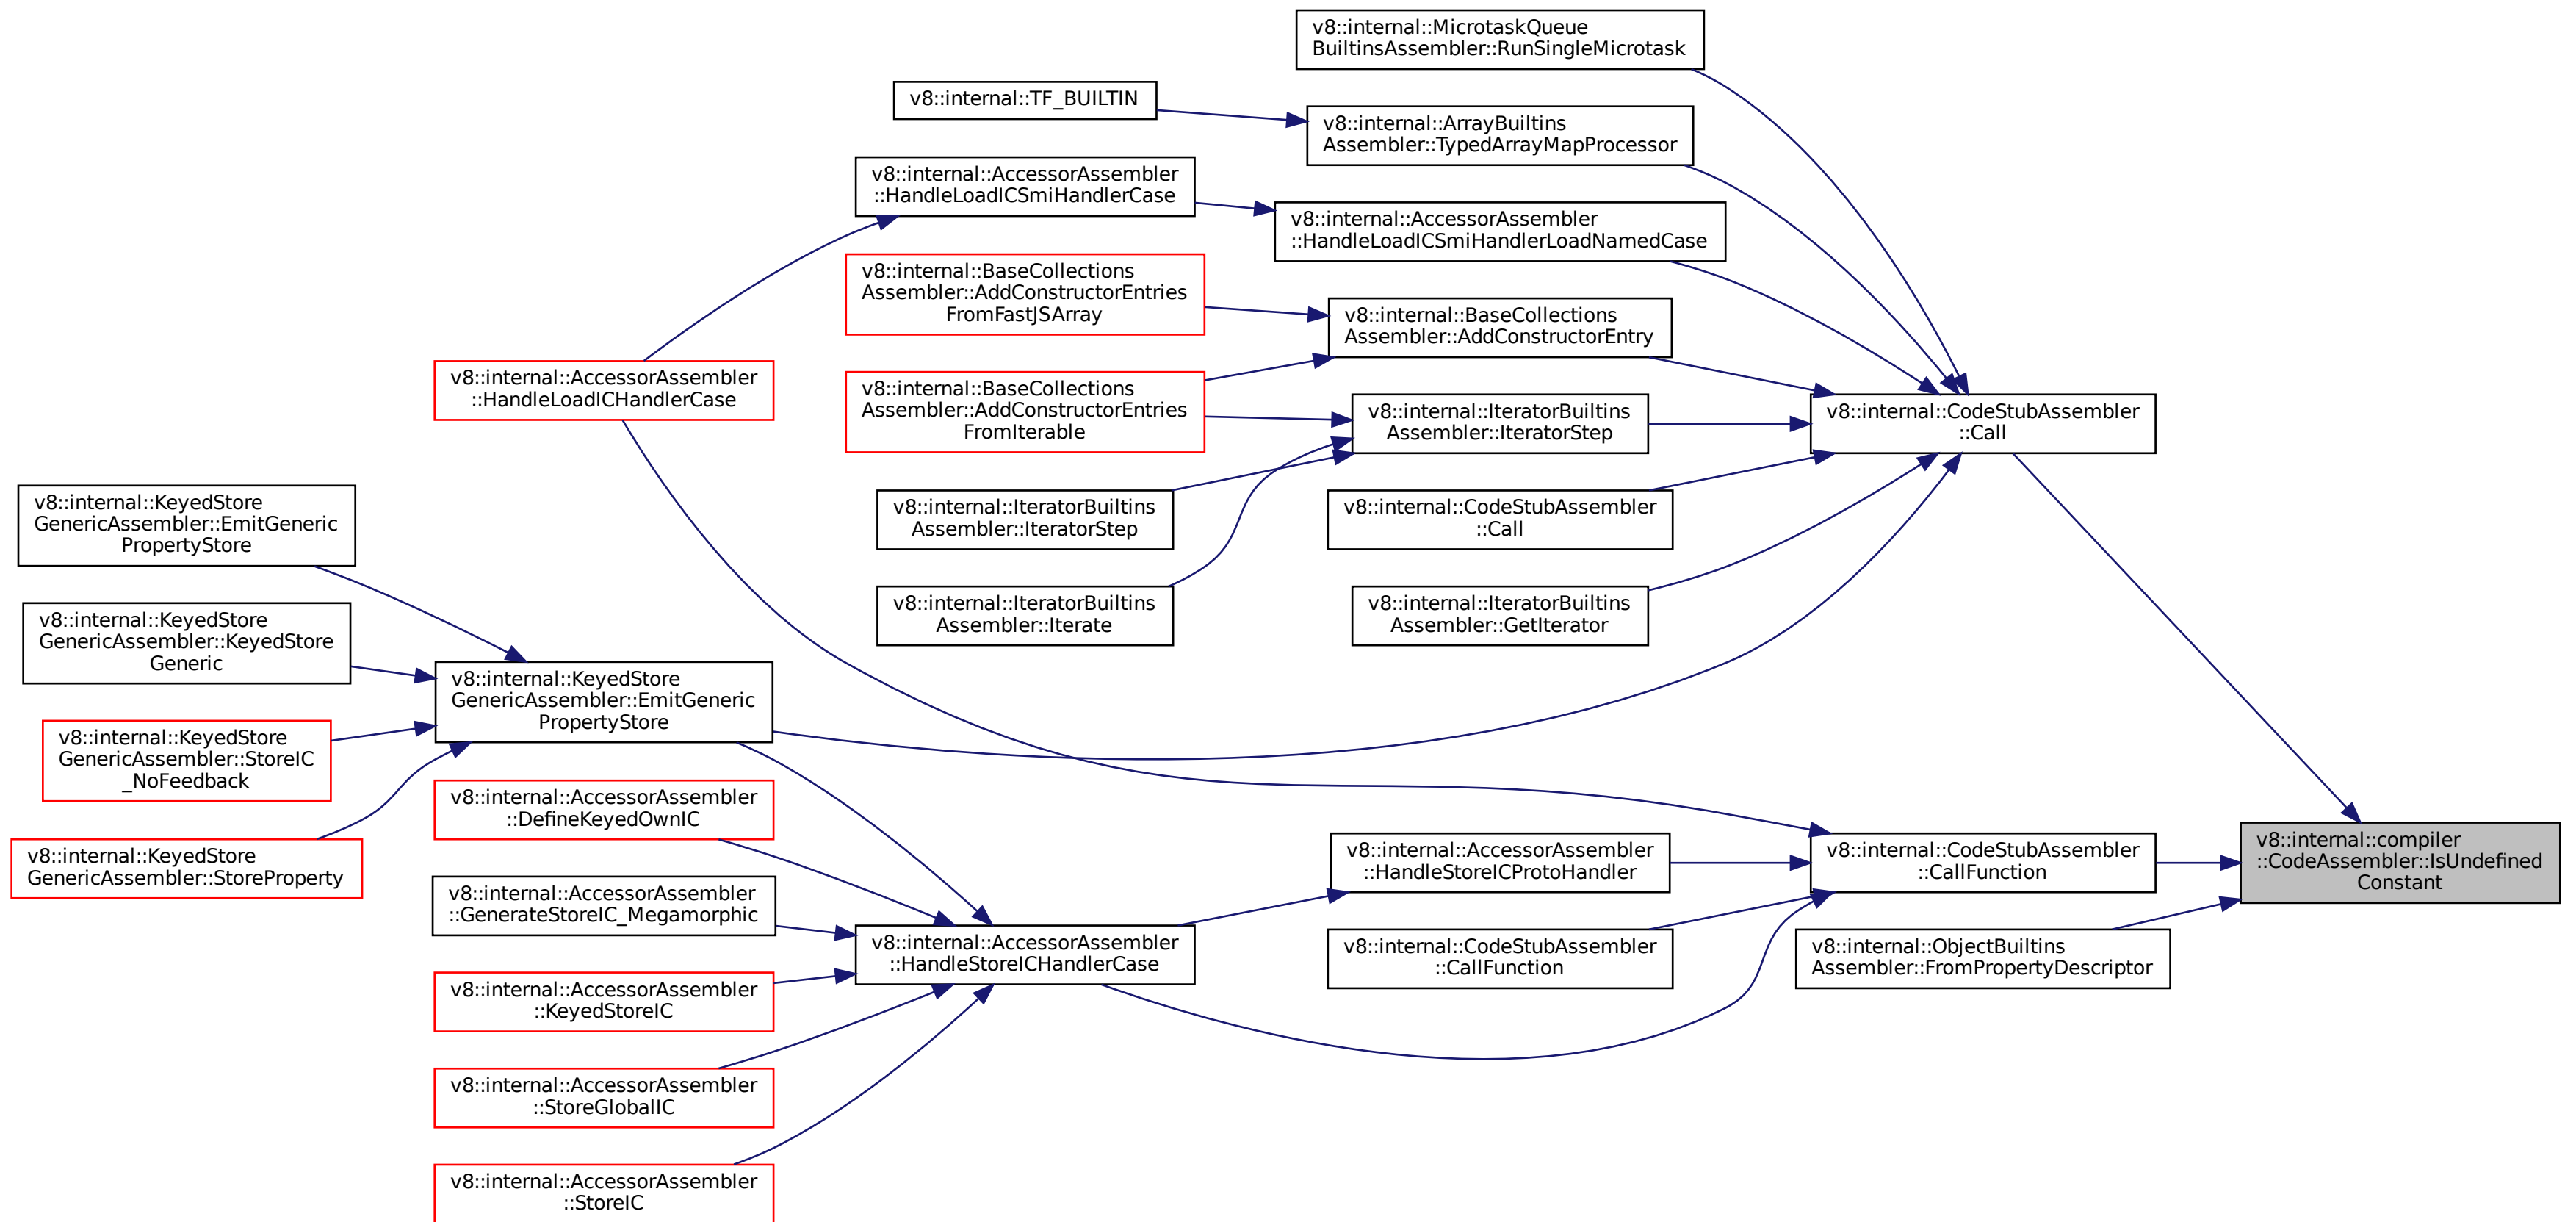 v8::internal::MicrotaskQueue
BuiltinsAssembler::RunSingleMicrotask
v8::internal::TF_BUILTIN
v8::internal::ArrayBuiltins
Assembler::TypedArrayMapProcessor
v8::internal::AccessorAssembler
::HandleLoadICSmiHandlerCase
v8::internal::AccessorAssembler
::HandleLoadICSmiHandlerLoadNamedCase
v8::internal::BaseCollections
Assembler::AddConstructorEntries
FromFastJSArray
v8::internal::BaseCollections
Assembler::AddConstructorEntry
v8::internal::AccessorAssembler
::HandleLoadICHandlerCase
v8::internal::BaseCollections
Assembler::AddConstructorEntries
FromIterable
v8::internal::IteratorBuiltins
Assembler::IteratorStep
v8::internal::CodeStubAssembler
::Call
v8::internal::KeyedStore
GenericAssembler::EmitGeneric
PropertyStore
v8::internal::IteratorBuiltins
Assembler::IteratorStep
v8::internal::CodeStubAssembler
::Call
v8::internal::IteratorBuiltins
Assembler::Iterate
v8::internal::IteratorBuiltins
Assembler::GetIterator
v8::internal::KeyedStore
GenericAssembler::KeyedStore
Generic
v8::internal::KeyedStore
GenericAssembler::EmitGeneric
PropertyStore
v8::internal::KeyedStore
GenericAssembler::StoreIC
_NoFeedback
v8::internal::AccessorAssembler
::DefineKeyedOwnIC
v8::internal::KeyedStore
GenericAssembler::StoreProperty
v8::internal::AccessorAssembler
::HandleStoreICProtoHandler
v8::internal::CodeStubAssembler
::CallFunction
v8::internal::compiler
::CodeAssembler::IsUndefined
Constant
v8::internal::AccessorAssembler
::GenerateStoreIC_Megamorphic
v8::internal::AccessorAssembler
::HandleStoreICHandlerCase
v8::internal::CodeStubAssembler
::CallFunction
v8::internal::ObjectBuiltins
Assembler::FromPropertyDescriptor
v8::internal::AccessorAssembler
::KeyedStoreIC
v8::internal::AccessorAssembler
::StoreGlobalIC
v8::internal::AccessorAssembler
::StoreIC